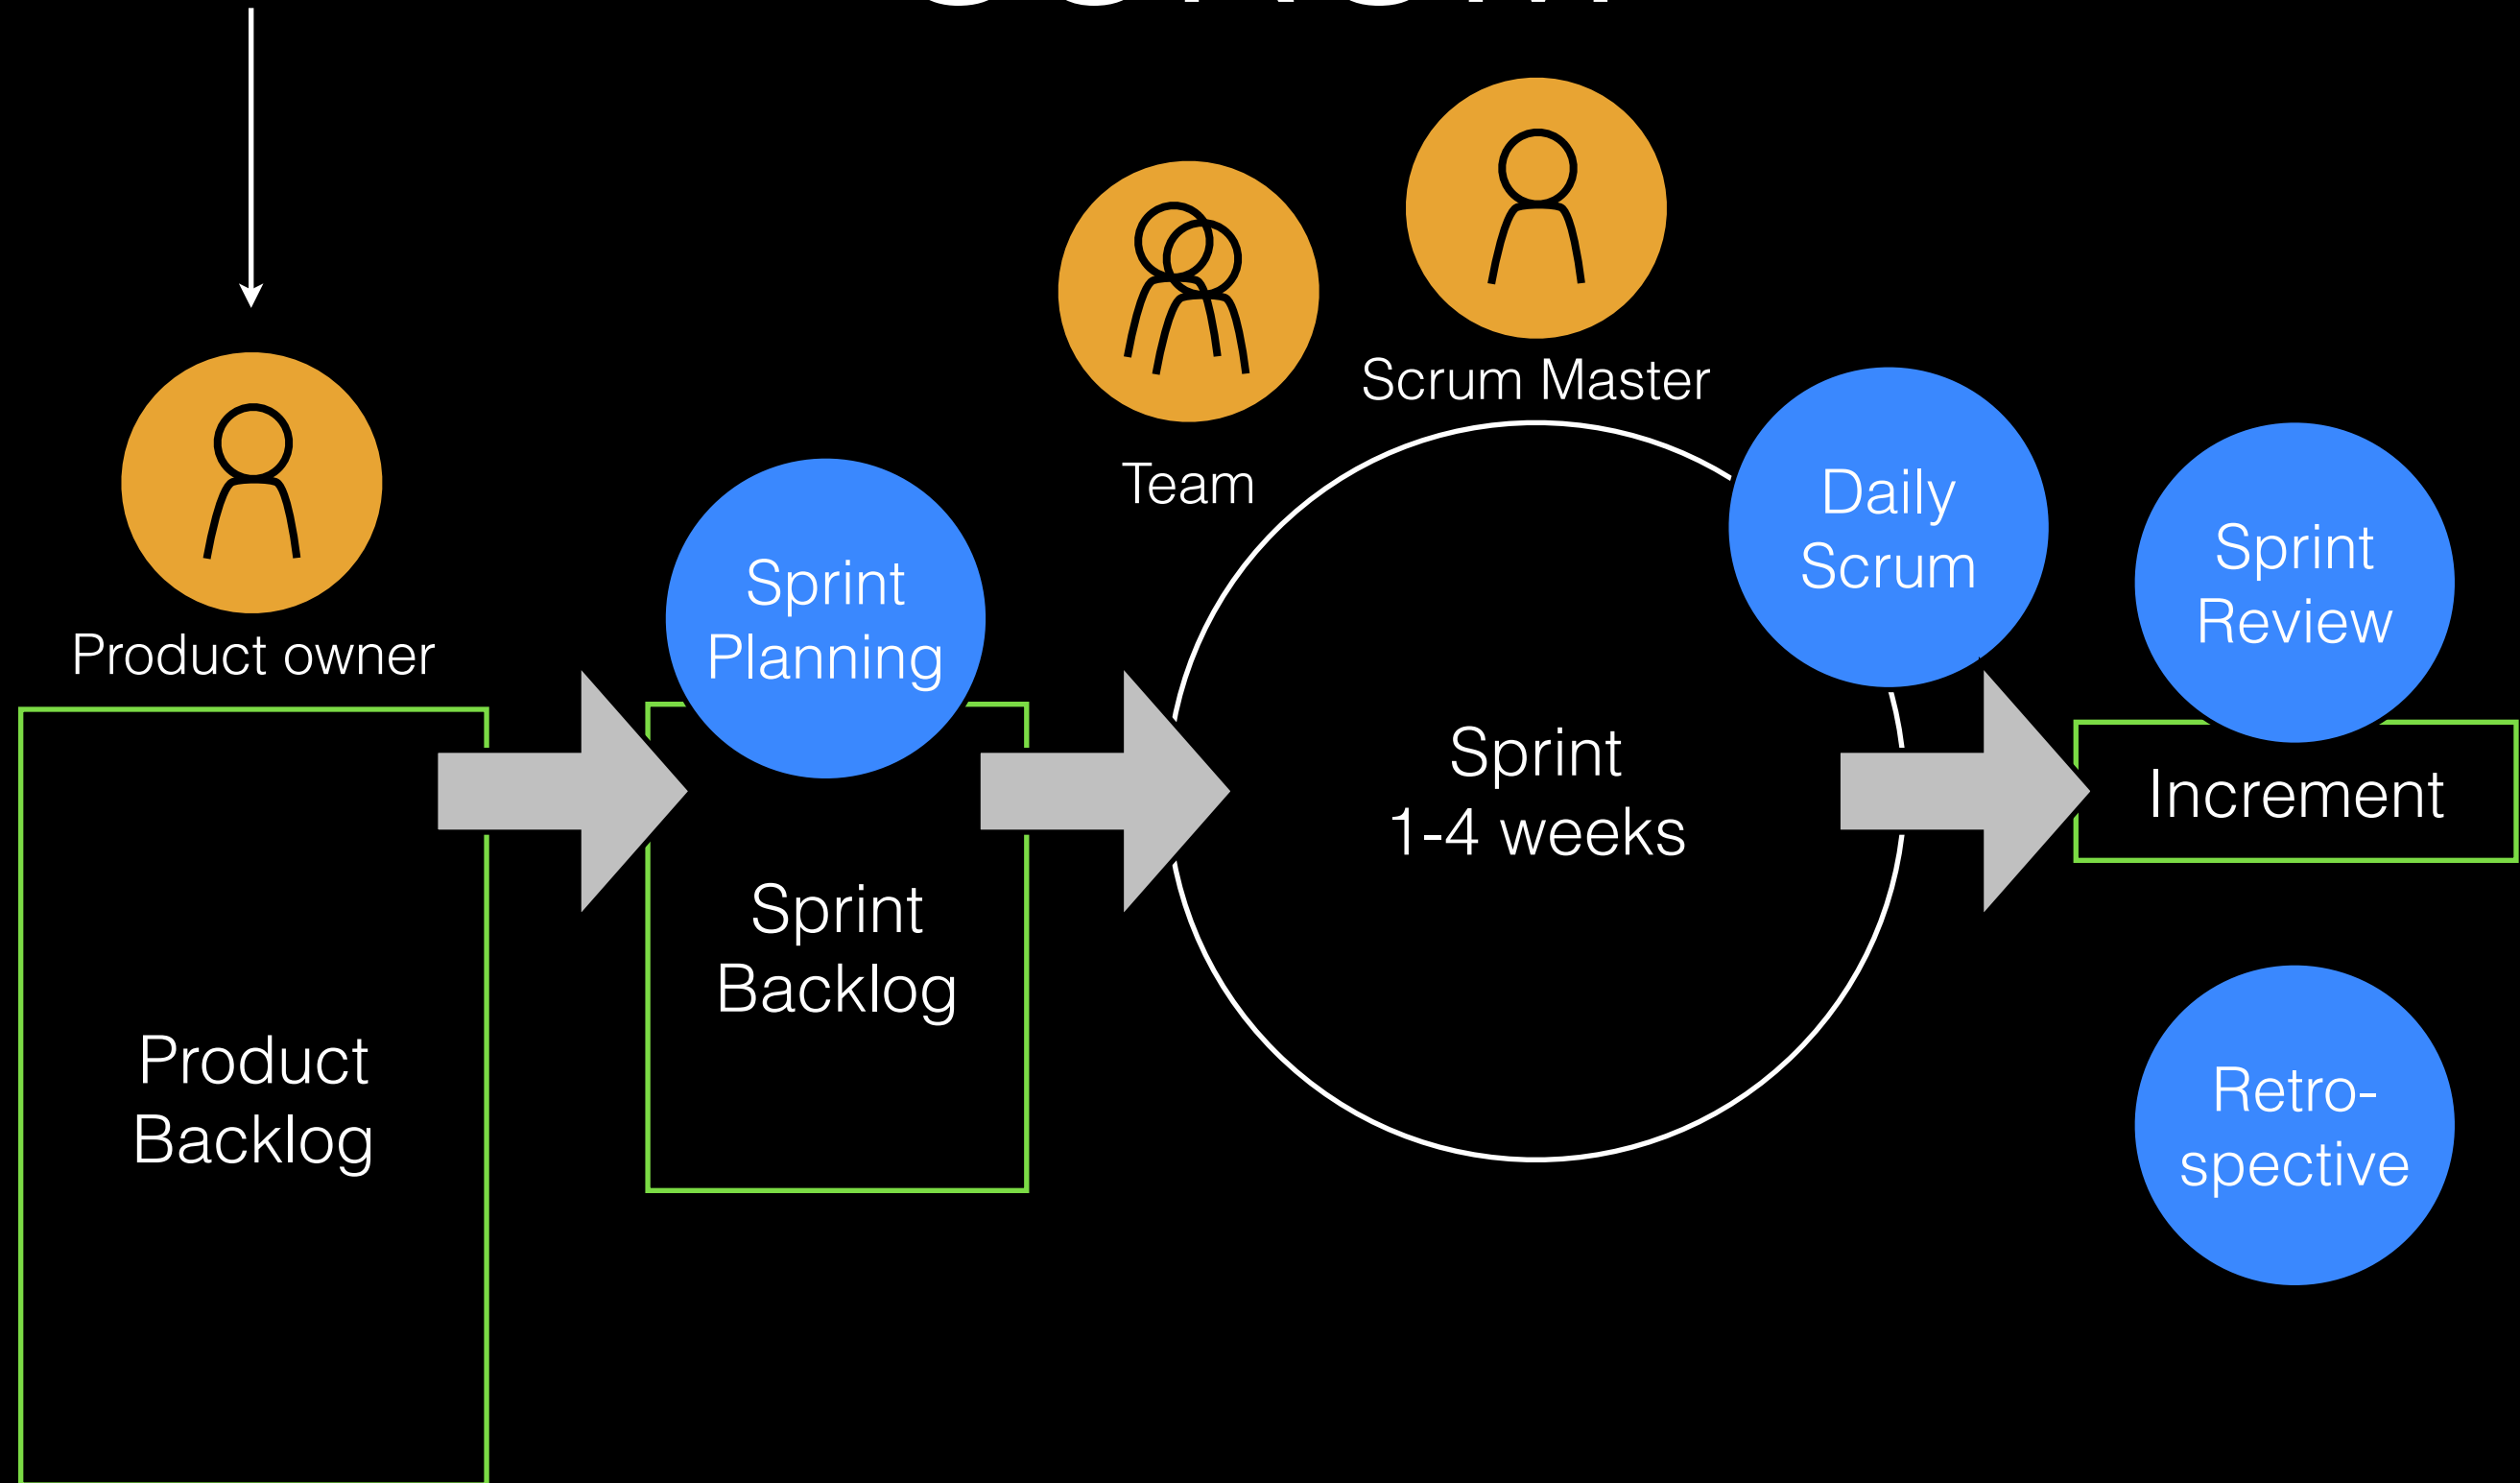 Scrum Master
Team
Daily
Scrum
Product owner
Sprint
Planning
Sprint
Review
Sprint
1-4 weeks
Increment
Sprint
Backlog
Product
Backlog
Retro-
spective